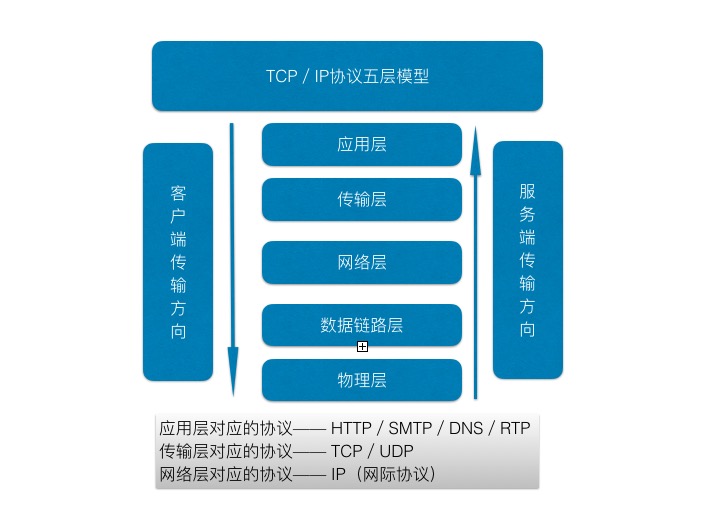 TCP / IP协议五层模型
应用层
传输层
网络层
数据链路层
物理层
客户端传输方向
服务端传输方向
应用层对应的协议—— HTTP / SMTP / DNS / RTP
传输层对应的协议—— TCP / UDP
网络层对应的协议—— IP（网际协议）